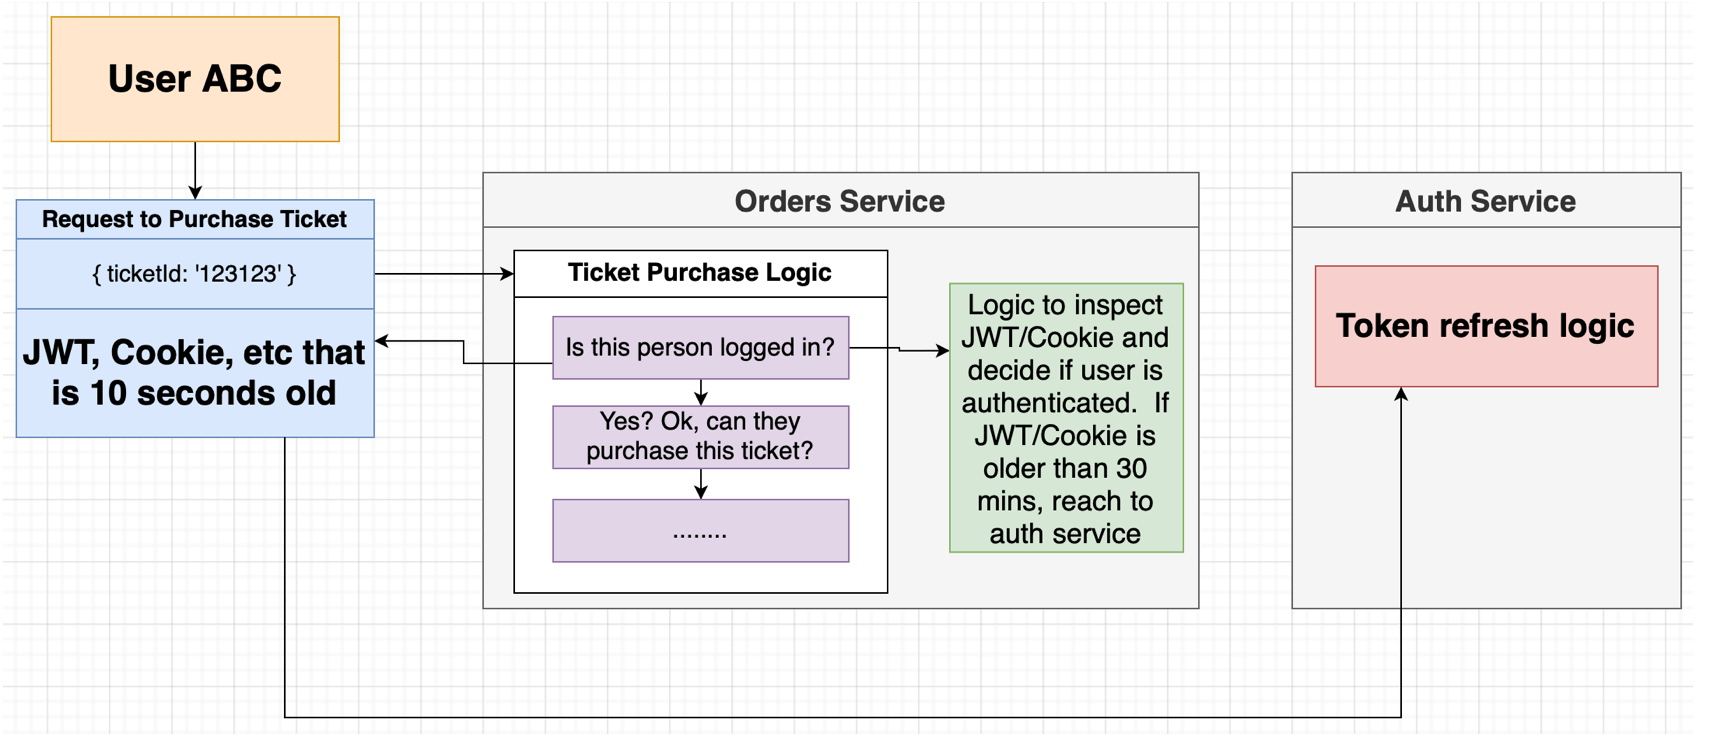 User ABC
Request to Purchase Ticket
{ ticketId: '123123' }
JWT, Cookie, etc that
is 10 seconds old
Orders Service
Ticket Purchase Logic
Is this person logged in?
Yes? Ok, can they
purchase this ticket?
........
Logic to inspect
JWT/Cookie and
decide if user is
authenticated.  If
JWT/Cookie is
older than 30
mins, reach to
auth service
Auth Service
Token refresh logic